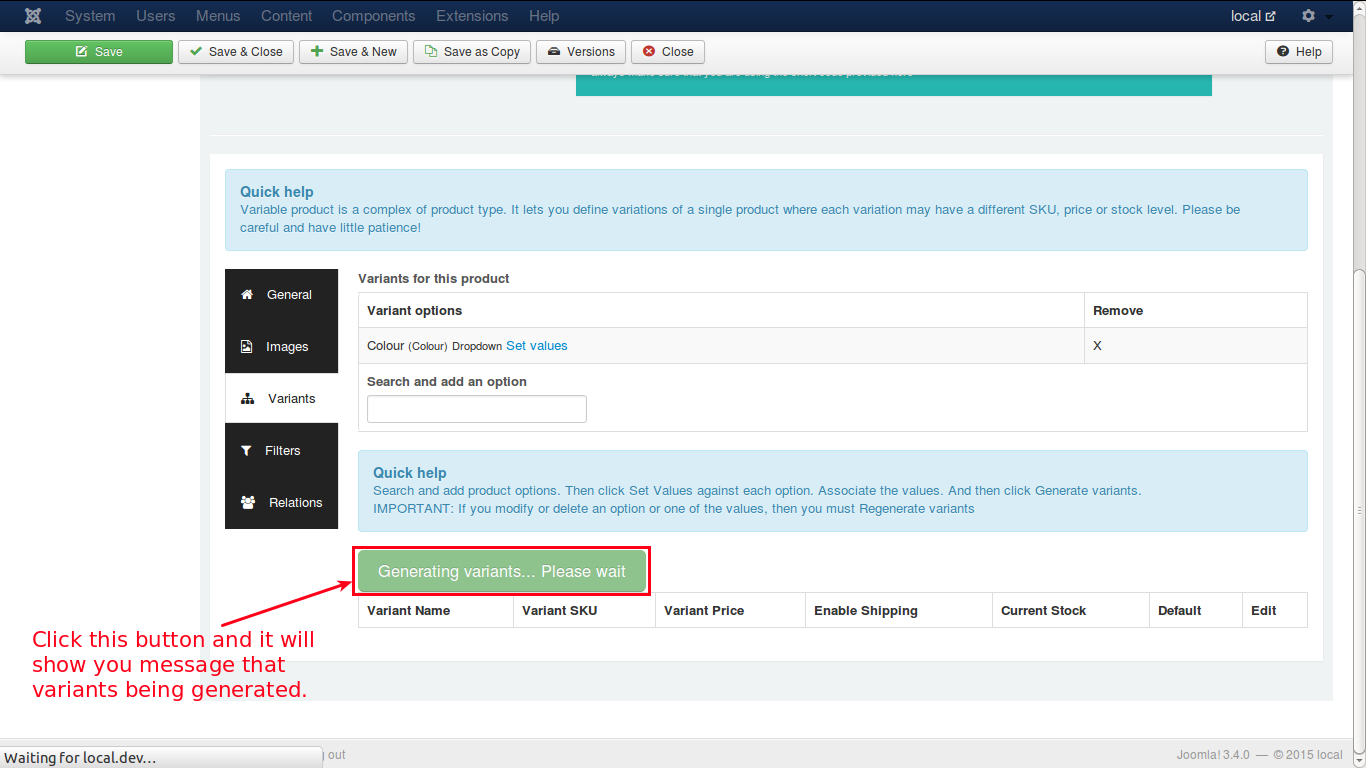 System Users Menus Content Components Extensions Help local
Save Save & Close Save & New Save as Copy Versions Close Help
Quick help
Variable product is a complex of product type. It lets you define variations of a single product where each variation may have a different SKU, price or stock level. Please be
careful and have little patience!
General
Images
Variants
Filters
Relations
Variants for this product
Variant options Remove
Colour (Colour) Dropdown Set values X
Search and add an option
Quick help
Search and add product options. Then click Set Values against each option. Associate the values. And then click Generate variants.
IMPORTANT: If you modify or delete an option or one of the values, then you must Regenerate variants
Generating variants... Please wait
Variant Name Variant SKU Variant Price Enable Shipping Current Stock Default Edit
Click this button and it will
show you message that
variants being generated.
Waiting for local.dev... out Joomla! 3.4.0 — © 2015 local